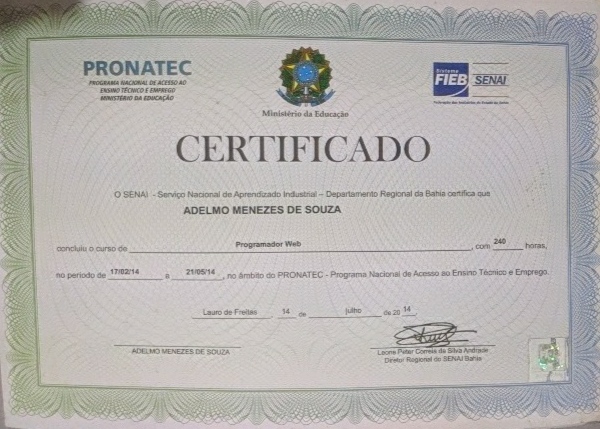 PRONATEC
PROGRAMA NACIONAL DE ACESSO AO
ENSINO TÉCNICO E EMPREGO
MINISTÉRIO DA EDUCAÇÃO
Ministério da Educação
Sistema
FIEB SENAI
Federação das Indústrias do Estado da Bahia
CERTIFICADO
O SENAI - Serviço Nacional de Aprendizado Industrial – Departamento Regional da Bahia certifica que
ADELMO MENEZES DE SOUZA
concluiu o curso de Programador Web, com 240 horas,
no período de 17/02/14 a 21/05/14, no âmbito do PRONATEC - Programa Nacional de Acesso ao Ensino Técnico e Emprego.
Lauro de Freitas 14 de julho de 20 14.
ADELMO MENEZES DE SOUZA
Leone Peter Correia da Silva Andrade
Diretor Regional do SENAI Bahia